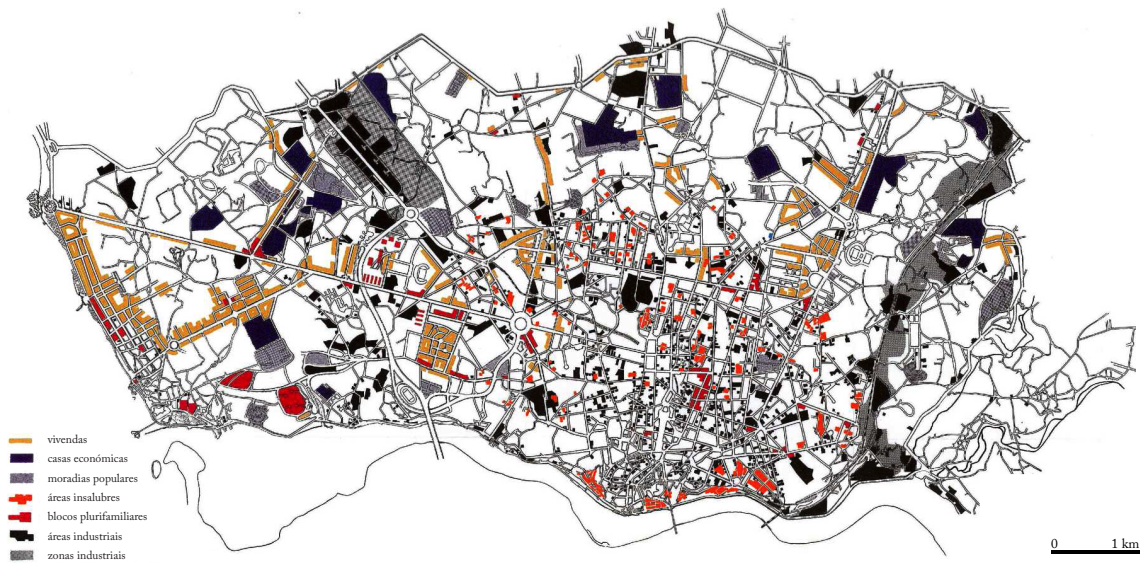 vivendas
casas económicas
moradias populares
áreas insalubres
blocos plurifamiliares
áreas industriais
zonas industriais
0 1 km